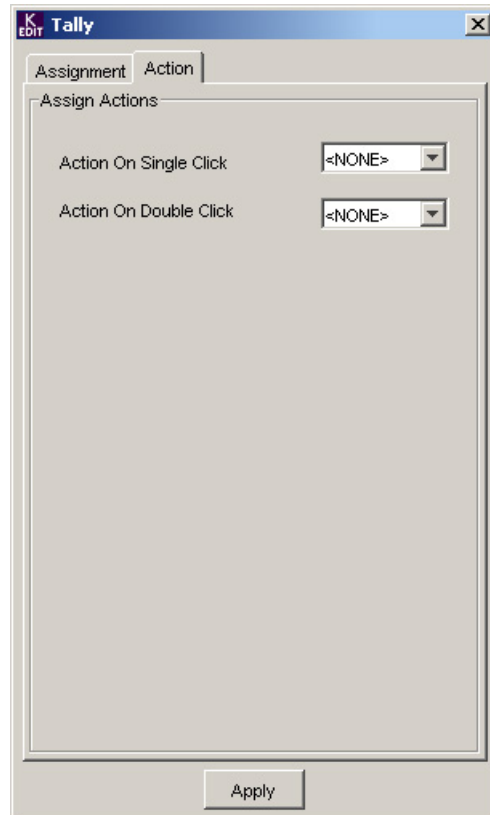 K
EDIT
Tally
Assignment Action
Assign Actions
Action On Single Click <NONE>
Action On Double Click <NONE>
Apply